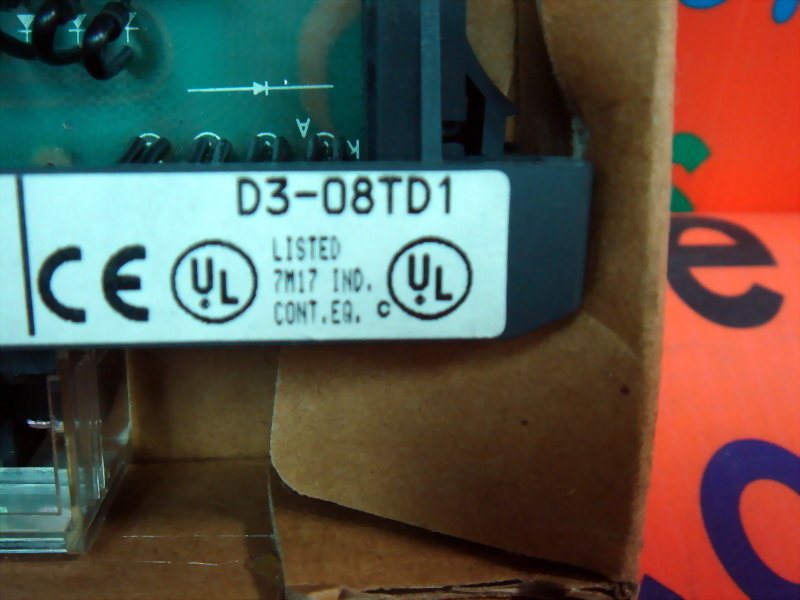 A
K
D3-08TD1
CE UL LISTED c UL
7M17 IND.
CONT.EQ.
e